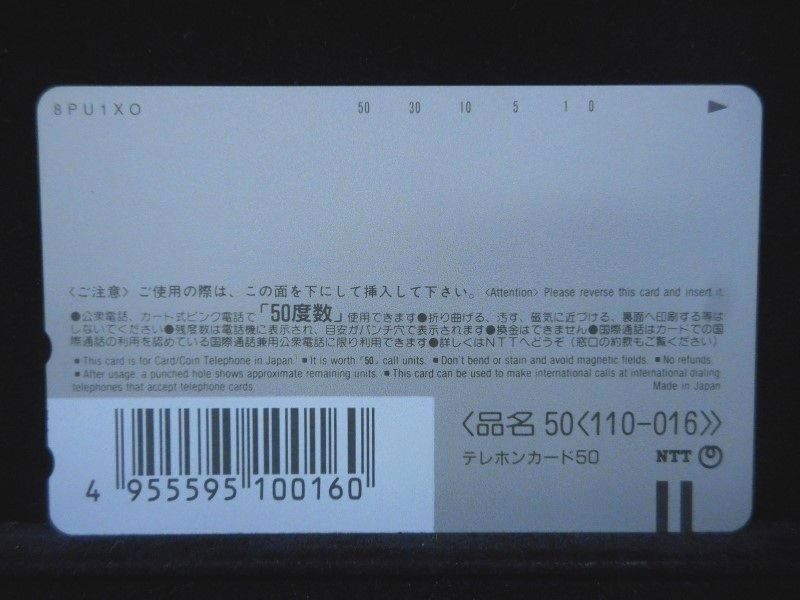 8PU1XO 50 30 10 5 1 0
〈ご注意〉ご使用の際は、この面を下にして挿入して下さい。〈Attention〉Please reverse this card and insert it.
●公衆電話、カード式ピンク電話で「50度数」使用できます●折り曲げる、汚す、磁気に近づける、裏面へ印刷する等は
しないでください●残度数は電話機に表示され、目安がパンチ穴で表示されます●換金はできません●国際通話はカードでの国
際通話の利用を認めている国際通話兼用公衆電話に限り利用できます●詳しくはNTTへどうぞ（窓口の約款もご覧ください）
■This card is for Card/Coin Telephone in Japan. ■It is worth「50」call units. ■Don't bend or stain and avoid magnetic fields. ■No refunds.
■After usage, a punched hole shows approximate remaining units. ■This card can be used to make international calls at international dialing
telephones that accept telephone cards. Made in Japan
〈品名 50〈110-016〉〉
テレホンカード50 NTT
4 955595 100160